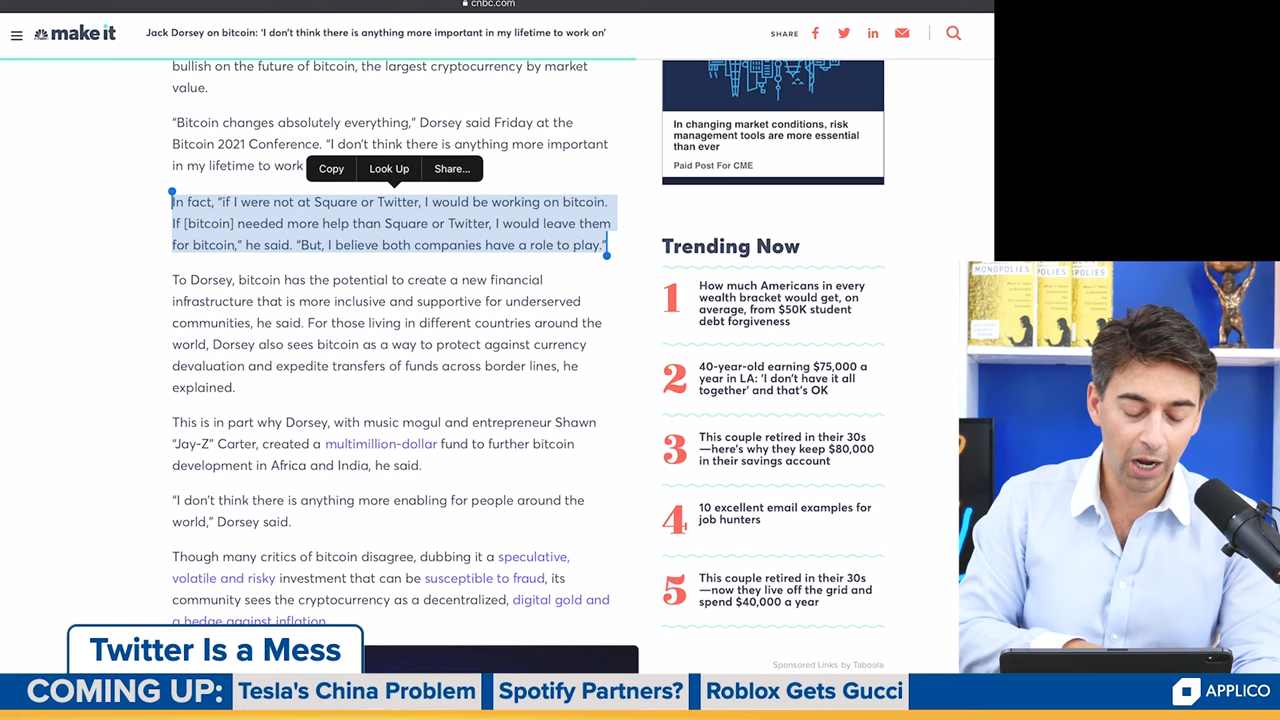 cnbc.com
make it
Jack Dorsey on bitcoin: ‘I don’t think there is anything more important in my lifetime to work on’
SHARE
bullish on the future of bitcoin, the largest cryptocurrency by market
value.
“Bitcoin changes absolutely everything,” Dorsey said Friday at the
Bitcoin 2021 Conference. “I don’t think there is anything more important
in my lifetime to work
Copy
Look Up
Share...
In fact, “if I were not at Square or Twitter, I would be working on bitcoin.
If [bitcoin] needed more help than Square or Twitter, I would leave them
for bitcoin,” he said. “But, I believe both companies have a role to play.”
To Dorsey, bitcoin has the potential to create a new financial
infrastructure that is more inclusive and supportive for underserved
communities, he said. For those living in different countries around the
world, Dorsey also sees bitcoin as a way to protect against currency
devaluation and expedite transfers of funds across border lines, he
explained.
This is in part why Dorsey, with music mogul and entrepreneur Shawn
“Jay-Z” Carter, created a multimillion-dollar fund to further bitcoin
development in Africa and India, he said.
“I don’t think there is anything more enabling for people around the
world,” Dorsey said.
Though many critics of bitcoin disagree, dubbing it a speculative,
volatile and risky investment that can be susceptible to fraud, its
community sees the cryptocurrency as a decentralized, digital gold and
a hedge against inflation.
In changing market conditions, risk
management tools are more essential
than ever
Paid Post For CME
Trending Now
1
How much Americans in every
wealth bracket would get, on
average, from $50K student
debt forgiveness
2
40-year-old earning $75,000 a
year in LA: ‘I don’t have it all
together’ and that’s OK
3
This couple retired in their 30s
—here’s why they keep $80,000
in their savings account
4
10 excellent email examples for
job hunters
5
This couple retired in their 30s
—now they live off the grid and
spend $40,000 a year
Sponsored Links by Taboola
MONOPOLIES
Twitter Is a Mess
COMING UP:
Tesla's China Problem
Spotify Partners?
Roblox Gets Gucci
APPLICO